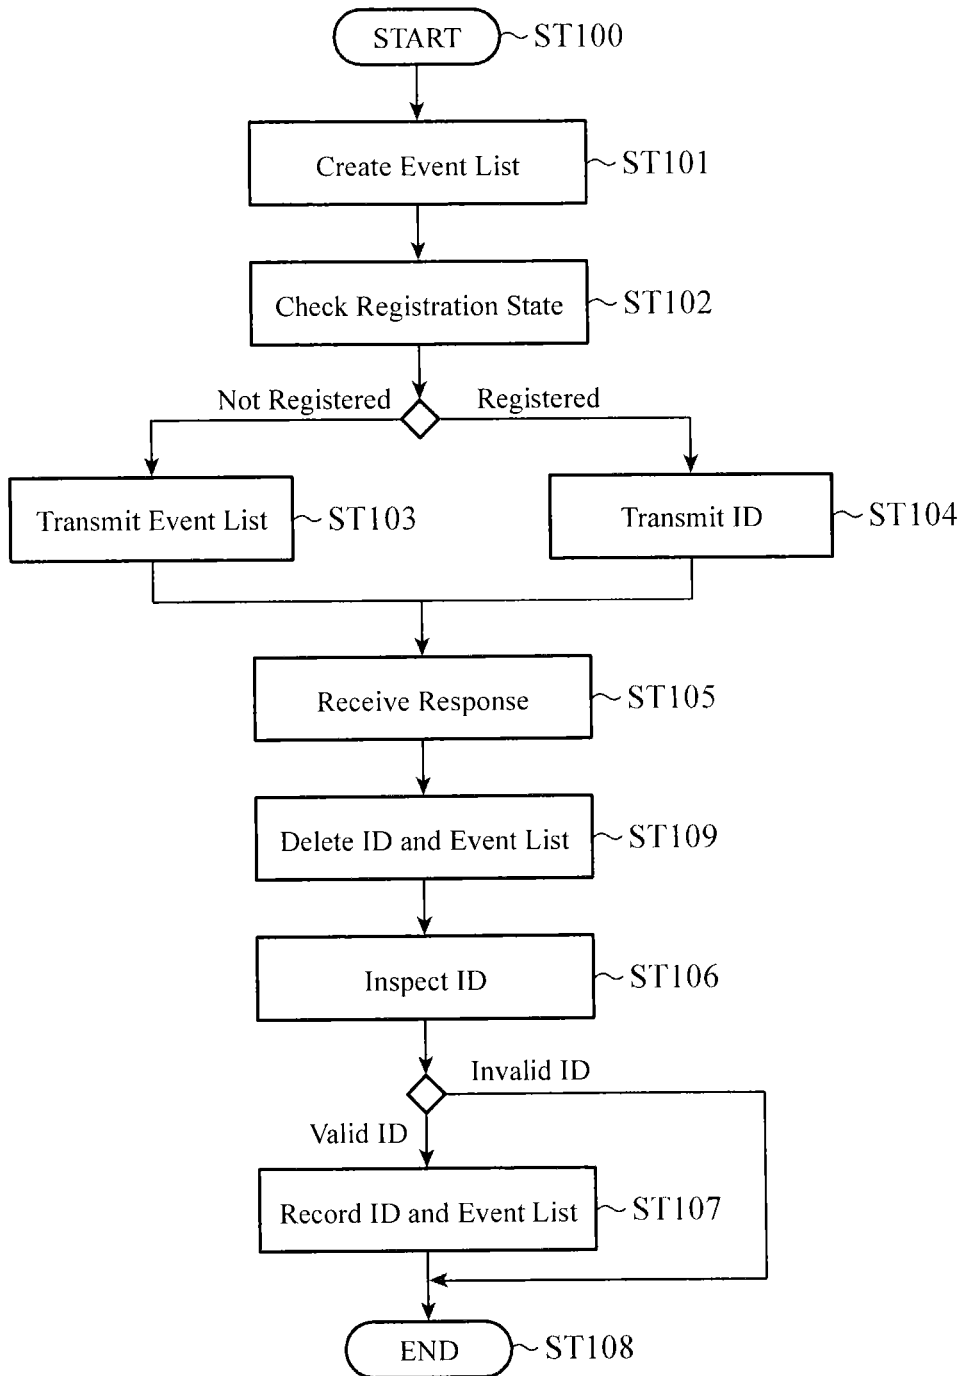 START
ST100
Create Event List
ST101
Check Registration State
ST102
Not Registered
Registered
Transmit Event List
ST103
Transmit ID
ST104
Receive Response
ST105
Delete ID and Event List
ST109
Inspect ID
ST106
Invalid ID
Valid ID
Record ID and Event List
ST107
END
ST108